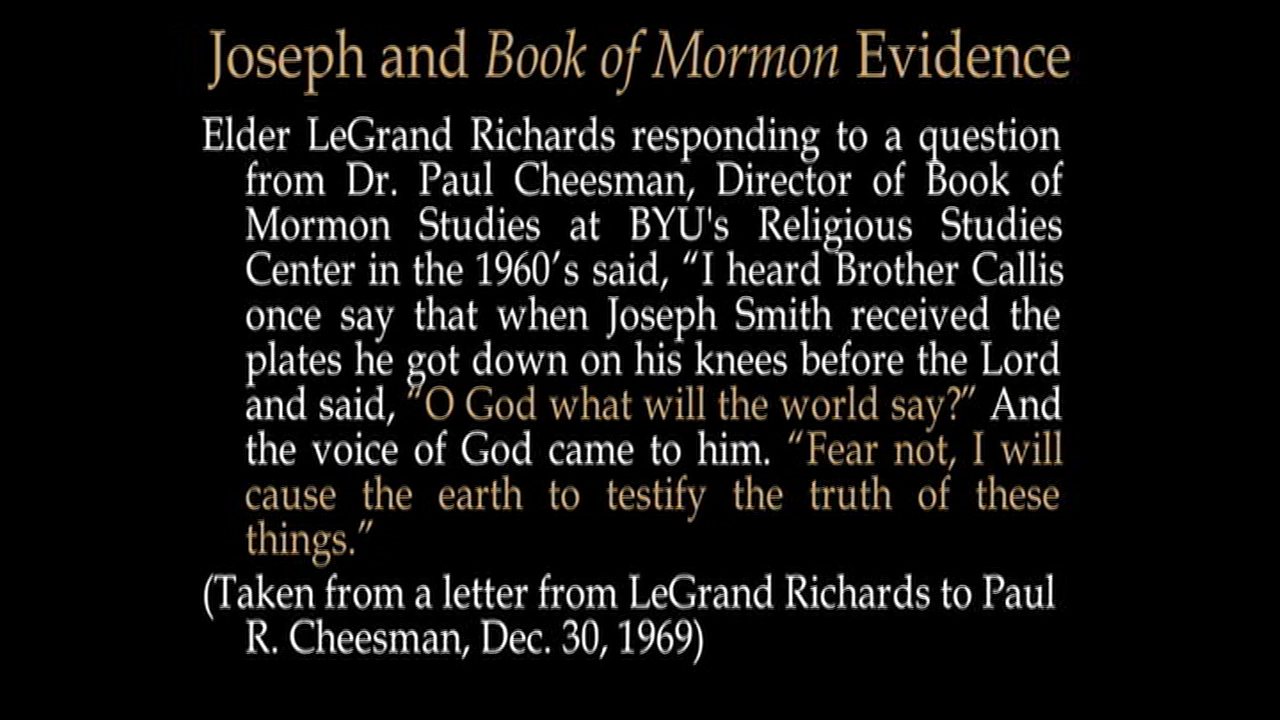 Joseph and Book of Mormon Evidence
Elder LeGrand Richards responding to a question
from Dr. Paul Cheesman, Director of Book of
Mormon Studies at BYU's Religious Studies
Center in the 1960’s said, “I heard Brother Callis
once say that when Joseph Smith received the
plates he got down on his knees before the Lord
and said, ”O God what will the world say?” And
the voice of God came to him. “Fear not, I will
cause the earth to testify the truth of these
things.”
(Taken from a letter from LeGrand Richards to Paul
R. Cheesman, Dec. 30, 1969)